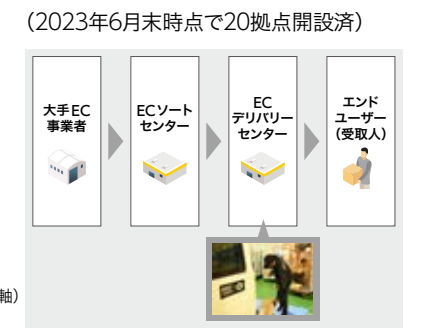 （2023年6月末時点で20拠点開設済）
大手EC
事業者
ECソート
センター
EC
デリバリー
センター
エンド
ユーザー
（受取人）
軸）